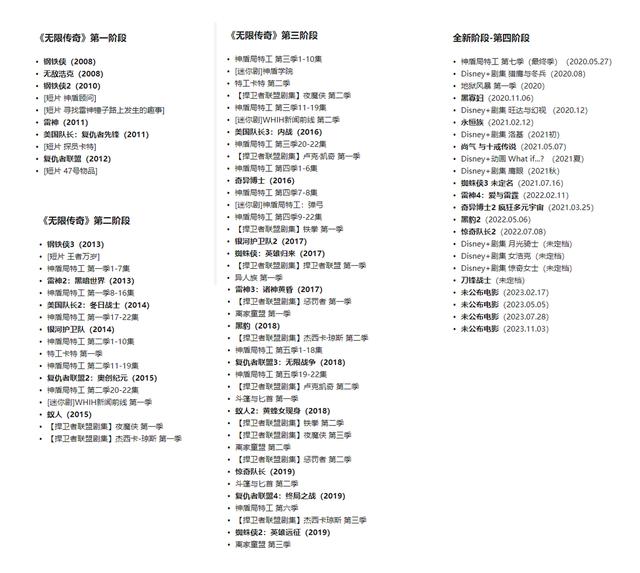 《无限传奇》第一阶段
钢铁侠（2008）
无敌浩克（2008）
钢铁侠2（2010）
[短片 神盾顾问]
[短片 寻找雷神锤子路上发生的趣事]
雷神（2011）
美国队长：复仇者先锋（2011）
[短片 探员卡特]
复仇者联盟（2012）
[短片 47号物品]
《无限传奇》第二阶段
钢铁侠3（2013）
[短片 王者万岁]
神盾局特工 第一季1-7集
雷神2：黑暗世界（2013）
神盾局特工 第一季8-16集
美国队长2：冬日战士（2014）
神盾局特工 第一季17-22集
银河护卫队（2014）
神盾局特工 第二季1-10集
特工卡特 第一季
神盾局特工 第二季11-19集
复仇者联盟2：奥创纪元（2015）
神盾局特工 第二季20-22集
[迷你剧]WHIH新闻前线 第一季
蚁人（2015）
【捍卫者联盟剧集】夜魔侠 第一季
【捍卫者联盟剧集】杰西卡-琼斯 第一季
《无限传奇》第三阶段
神盾局特工 第三季1-10集
[迷你剧]神盾学院
特工卡特 第二季
【捍卫者联盟剧集】夜魔侠 第二季
神盾局特工 第三季11-19集
[迷你剧]WHIH新闻前线 第二季
美国队长3：内战（2016）
神盾局特工 第三季20-22集
【捍卫者联盟剧集】卢克·凯奇 第一季
神盾局特工 第四季1-6集
奇异博士（2016）
神盾局特工 第四季7-8集
[迷你剧]神盾局特工：弹弓
神盾局特工 第四季9-22集
【捍卫者联盟剧集】铁拳 第一季
银河护卫队2（2017）
蜘蛛侠：英雄归来（2017）
【捍卫者联盟剧集】捍卫者联盟 第一季
异人族 第一季
雷神3：诸神黄昏（2017）
【捍卫者联盟剧集】惩罚者 第一季
离家童盟 第一季
黑豹（2018）
【捍卫者联盟剧集】杰西卡·琼斯 第二季
神盾局特工 第五季1-18集
复仇者联盟3：无限战争（2018）
神盾局特工 第五季19-22集
【捍卫者联盟剧集】卢克凯奇 第二季
斗篷与匕首 第一季
蚁人2：黄蜂女现身（2018）
【捍卫者联盟剧集】铁拳 第二季
【捍卫者联盟剧集】夜魔侠 第三季
离家童盟 第二季
【捍卫者联盟剧集】惩罚者 第二季
惊奇队长（2019）
斗篷与匕首 第二季
复仇者联盟4：终局之战（2019）
神盾局特工 第六季
【捍卫者联盟剧集】杰西卡琼斯 第三季
蜘蛛侠2：英雄远征（2019）
离家童盟 第三季
全新阶段-第四阶段
神盾局特工 第七季（最终季）（2020.05.27）
Disney+剧集 猎鹰与冬兵（2020.08）
地狱风暴 第一季（2020）
黑寡妇（2020.11.06）
Disney+剧集 旺达与幻视 （2020.12）
永恒族（2021.02.12）
Disney+剧集 洛基（2021初）
尚气 与十戒传说（2021.05.07）
Disney+动画 What if...? （2021夏）
Disney+剧集 鹰眼（2021秋）
蜘蛛侠3 未定名（2021.07.16）
雷神4：爱与雷霆（2022.02.11）
奇异博士2 疯狂多元宇宙（2021.03.25）
黑豹2（2022.05.06）
惊奇队长2（2022.07.08）
Disney+剧集 月光骑士（未定档）
Disney+剧集 女浩克（未定档）
Disney+剧集 惊奇女士（未定档）
刀锋战士（未定档）
未公布电影（2023.02.17）
未公布电影（2023.05.05）
未公布电影（2023.07.28）
未公布电影（2023.11.03）